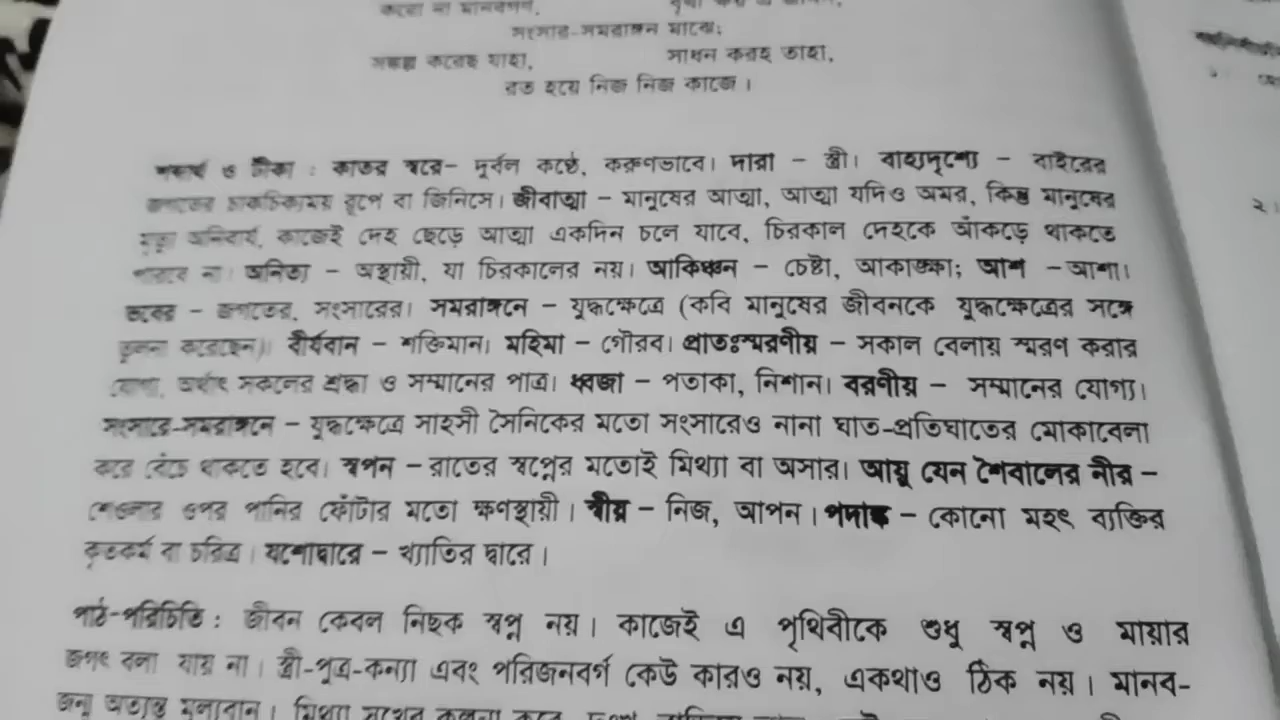 সংসার-সমরাঙ্গন মাঝে;
সঙ্কল্প করেছ যাহা, সাধন করহ তাহা,
ব্রত হয়ে নিজ নিজ কাজে।
শব্দার্থ ও টীকা : কাতর স্বরে– দুর্বল কণ্ঠে, করুণভাবে। দারা – স্ত্রী। বাহ্যদৃশ্যে – বাইরের
জগতের চাকচিক্যময় রূপে বা জিনিসে। জীবাত্মা – মানুষের আত্মা, আত্মা যদিও অমর, কিন্তু মানুষের
মৃত্যু অনিবার্য, কাজেই দেহ ছেড়ে আত্মা একদিন চলে যাবে, চিরকাল দেহকে আঁকড়ে থাকতে
পারবে না। অনিত্য – অস্থায়ী, যা চিরকালের নয়। আকিঞ্চন – চেষ্টা, আকাঙ্ক্ষা; আশ – আশা।
ভবের – জগতের, সংসারের। সমরাঙ্গনে – যুদ্ধক্ষেত্রে (কবি মানুষের জীবনকে যুদ্ধক্ষেত্রের সঙ্গে
তুলনা করেছেন)। বীর্যবান – শক্তিমান। মহিমা – গৌরব। প্রাতঃস্মরণীয় – সকাল বেলায় স্মরণ করার
যোগ্য, অর্থাৎ সকলের শ্রদ্ধা ও সম্মানের পাত্র। ধ্বজা – পতাকা, নিশান। বরণীয় – সম্মানের যোগ্য।
সংসারে-সমরাঙ্গনে – যুদ্ধক্ষেত্রে সাহসী সৈনিকের মতো সংসারেও নানা ঘাত-প্রতিঘাতের মোকাবেলা
করে বেঁচে থাকতে হবে। স্বপন – রাতের স্বপ্নের মতোই মিথ্যা বা অসার। আয়ু যেন শৈবালের নীর –
শেওলার ওপর পানির ফোঁটার মতো ক্ষণস্থায়ী। স্বীয় – নিজ, আপন। পদাঙ্ক – কোনো মহৎ ব্যক্তির
কৃতকর্ম বা চরিত্র। যশোদ্বারে – খ্যাতির দ্বারে।
পাঠ-পরিচিতি : জীবন কেবল নিছক স্বপ্ন নয়। কাজেই এ পৃথিবীকে শুধু স্বপ্ন ও মায়ার
জগৎ বলা যায় না। স্ত্রী-পুত্র-কন্যা এবং পরিজনবর্গ কেউ কারও নয়, একথাও ঠিক নয়। মানব-
জন্ম অত্যন্ত মূল্যবান। মিথ্যা সুখের কল্পনা করে
২।